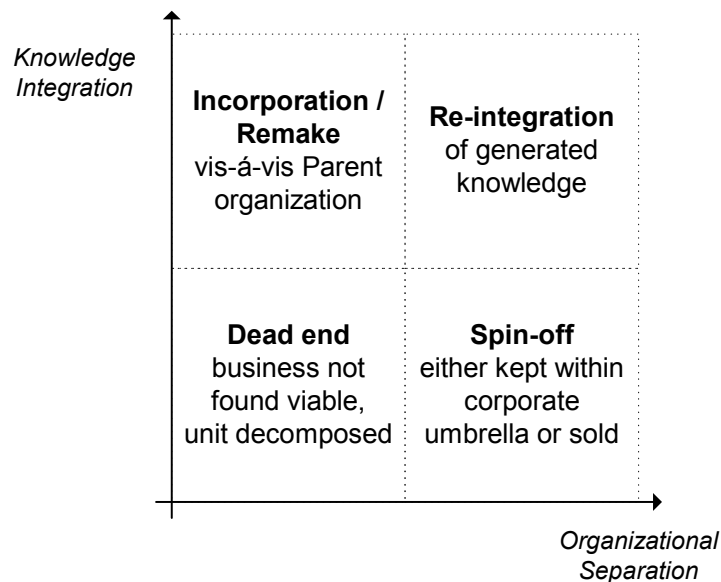 Knowledge
Integration
Incorporation /
Remake
vis-á-vis Parent
organization
Re-integration
of generated
knowledge
Dead end
business not
found viable,
unit decomposed
Spin-off
either kept within
corporate
umbrella or sold
Organizational
Separation